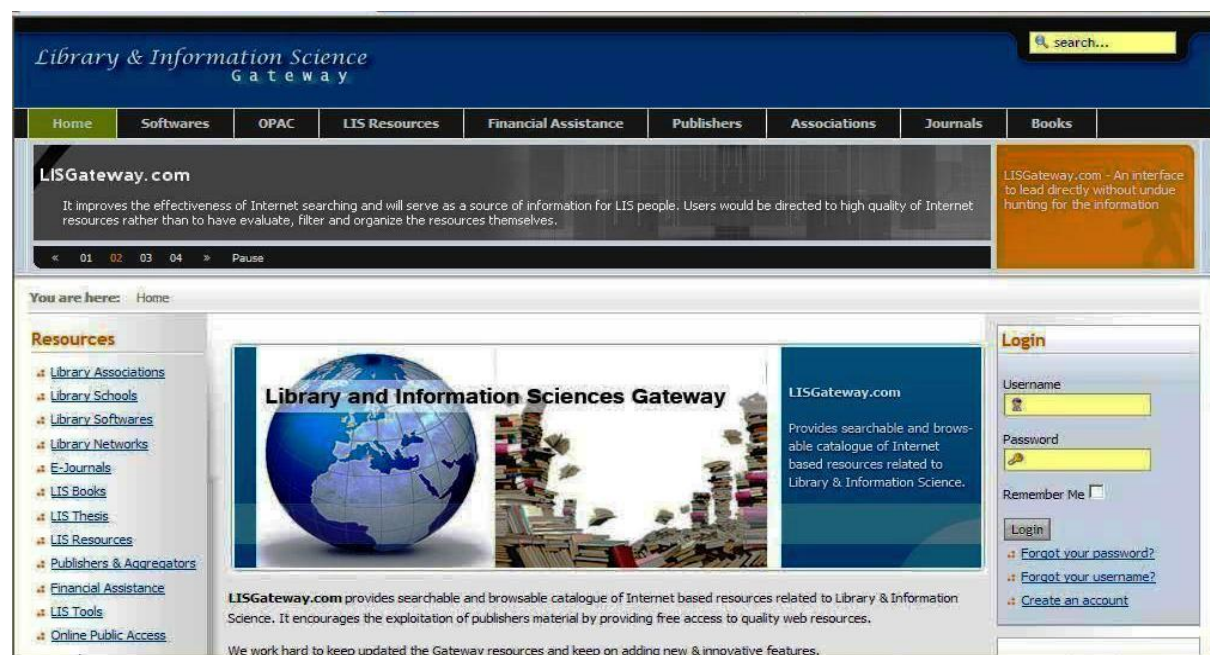 Library & Information Science
Gateway
search...
Home Softwares OPAC LIS Resources Financial Assistance Publishers Associations Journals Books
LISGateway.com
It improves the effectiveness of Internet searching and will serve as a source of information for LIS people. Users would be directed to high quality of Internet
resources rather than to have evaluate, filter and organize the resources themselves.
« 01 02 03 04 » Pause
LISGateway.com - An interface
to lead directly without undue
hunting for the information
You are here: Home
Resources
Library Associations
Library Schools
Library Softwares
Library Networks
E-Journals
LIS Books
LIS Thesis
LIS Resources
Publishers & Aggregators
Financial Assistance
LIS Tools
Online Public Access
Library and Information Sciences Gateway
LISGateway.com
Provides searchable and brows-
able catalogue of Internet
based resources related to
Library & Information Science.
LISGateway.com provides searchable and browsable catalogue of Internet based resources related to Library & Information
Science. It encourages the exploitation of publishers material by providing free access to quality web resources.
We work hard to keep updated the Gateway resources and keep on adding new & innovative features.
Login
Username
Password
Remember Me
Login
Forgot your password?
Forgot your username?
Create an account